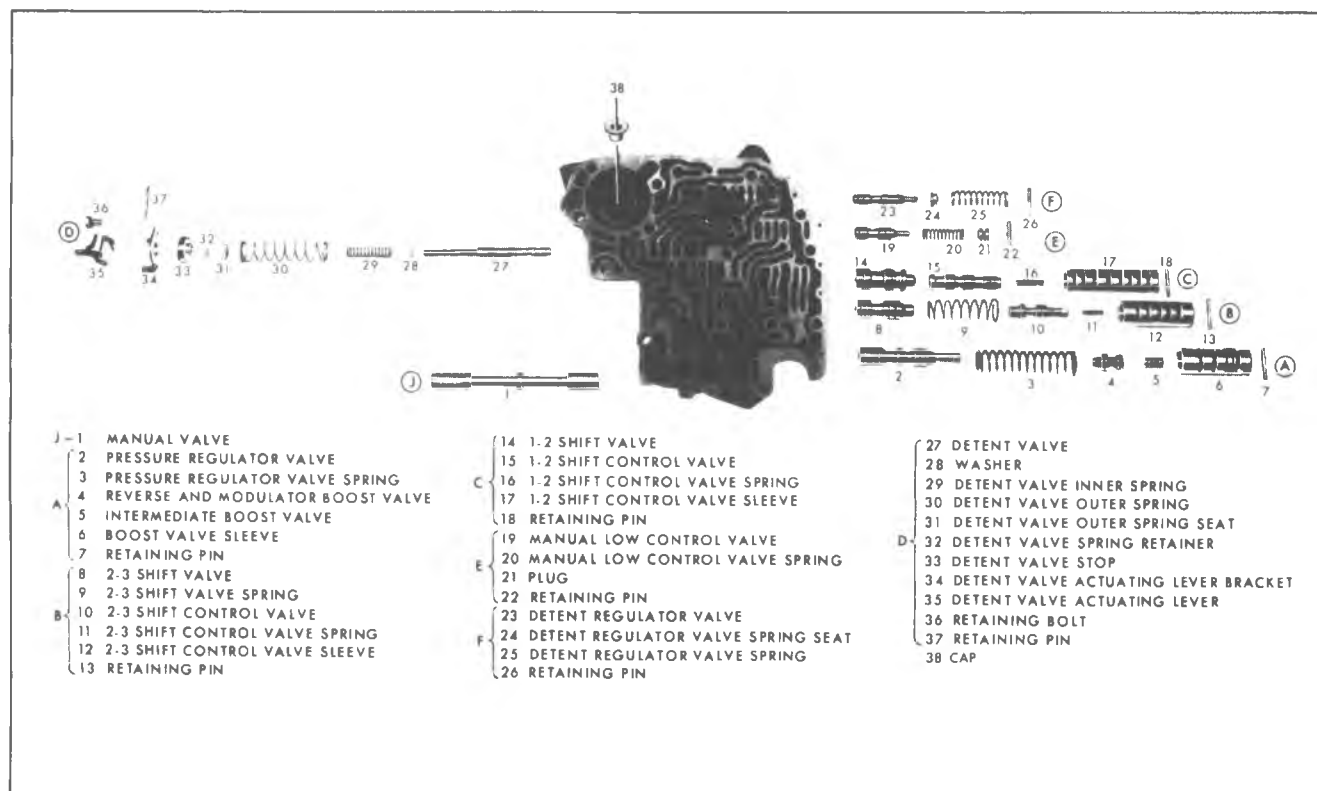 38
37
36
D
35
34
33
32
31
30
29
28
27
23
24
25
26
F
19
20
21
22
E
14
15
16
17
18
C
8
9
10
11
12
13
B
2
3
4
5
6
7
A
J
1
J - 1 MANUAL VALVE
A
2 PRESSURE REGULATOR VALVE
3 PRESSURE REGULATOR VALVE SPRING
4 REVERSE AND MODULATOR BOOST VALVE
5 INTERMEDIATE BOOST VALVE
6 BOOST VALVE SLEEVE
7 RETAINING PIN
B
8 2-3 SHIFT VALVE
9 2-3 SHIFT VALVE SPRING
10 2-3 SHIFT CONTROL VALVE
11 2-3 SHIFT CONTROL VALVE SPRING
12 2-3 SHIFT CONTROL VALVE SLEEVE
13 RETAINING PIN
C
14 1-2 SHIFT VALVE
15 1-2 SHIFT CONTROL VALVE
16 1-2 SHIFT CONTROL VALVE SPRING
17 1-2 SHIFT CONTROL VALVE SLEEVE
18 RETAINING PIN
E
19 MANUAL LOW CONTROL VALVE
20 MANUAL LOW CONTROL VALVE SPRING
21 PLUG
22 RETAINING PIN
F
23 DETENT REGULATOR VALVE
24 DETENT REGULATOR VALVE SPRING SEAT
25 DETENT REGULATOR VALVE SPRING
26 RETAINING PIN
D
27 DETENT VALVE
28 WASHER
29 DETENT VALVE INNER SPRING
30 DETENT VALVE OUTER SPRING
31 DETENT VALVE OUTER SPRING SEAT
32 DETENT VALVE SPRING RETAINER
33 DETENT VALVE STOP
34 DETENT VALVE ACTUATING LEVER BRACKET
35 DETENT VALVE ACTUATING LEVER
36 RETAINING BOLT
37 RETAINING PIN
38 CAP